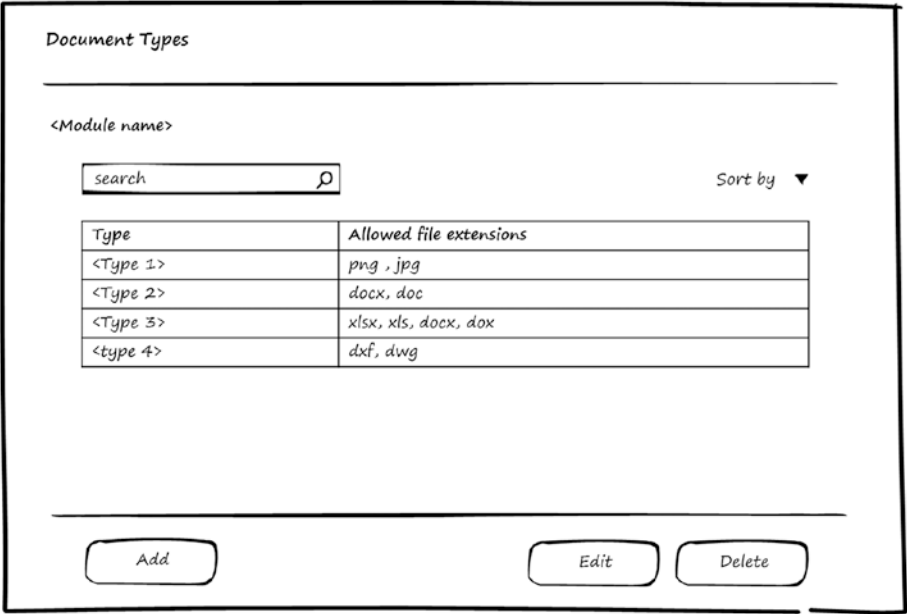 Document Types
<Module name>
search
Sort by
Type Allowed file extensions
<Type 1> png , jpg
<Type 2> docx, doc
<Type 3> xlsx, xls, docx, dox
<type 4> dxf, dwg
Add Edit Delete